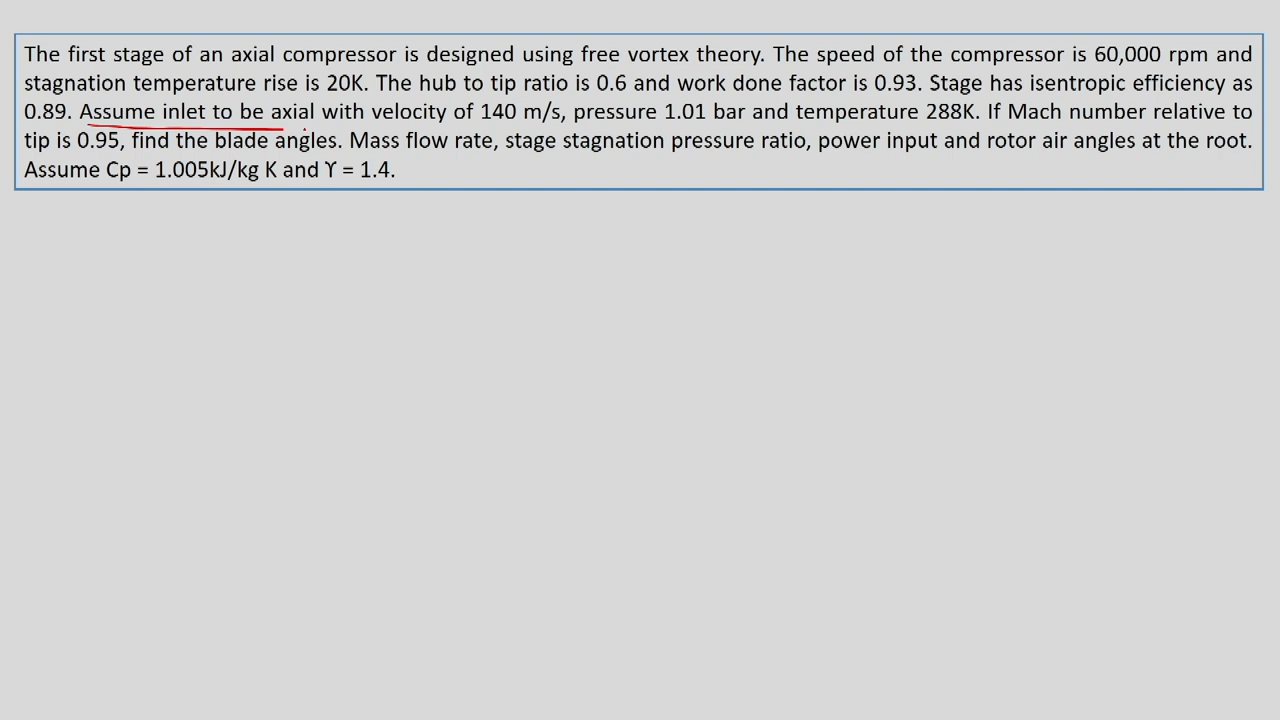 The first stage of an axial compressor is designed using free vortex theory. The speed of the compressor is 60,000 rpm and
stagnation temperature rise is 20K. The hub to tip ratio is 0.6 and work done factor is 0.93. Stage has isentropic efficiency as
0.89. Assume inlet to be axial with velocity of 140 m/s, pressure 1.01 bar and temperature 288K. If Mach number relative to
tip is 0.95, find the blade angles. Mass flow rate, stage stagnation pressure ratio, power input and rotor air angles at the root.
Assume Cp = 1.005kJ/kg K and ϒ = 1.4.